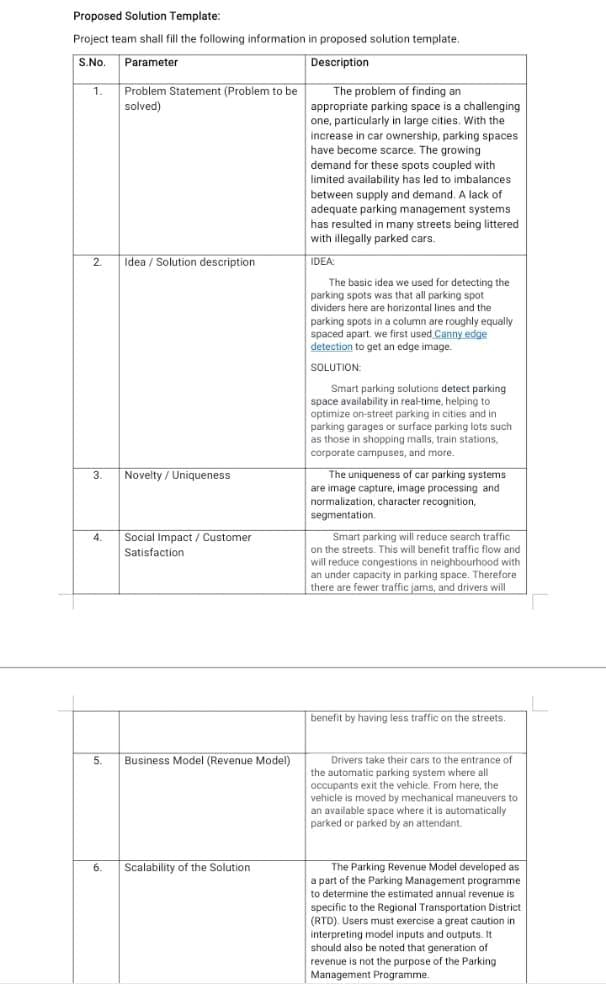 Proposed Solution Template:
Project team shall fill the following information in proposed solution template.
S.No. Parameter Description
1. Problem Statement (Problem to be solved)
The problem of finding an
appropriate parking space is a challenging
one, particularly in large cities. With the
increase in car ownership, parking spaces
have become scarce. The growing
demand for these spots coupled with
limited availability has led to imbalances
between supply and demand. A lack of
adequate parking management systems
has resulted in many streets being littered
with illegally parked cars.
2. Idea / Solution description
IDEA:
The basic idea we used for detecting the
parking spots was that all parking spot
dividers here are horizontal lines and the
parking spots in a column are roughly equally
spaced apart. we first used Canny edge
detection to get an edge image.
SOLUTION:
Smart parking solutions detect parking
space availability in real-time, helping to
optimize on-street parking in cities and in
parking garages or surface parking lots such
as those in shopping malls, train stations,
corporate campuses, and more.
3. Novelty / Uniqueness
The uniqueness of car parking systems
are image capture, image processing and
normalization, character recognition,
segmentation.
4. Social Impact / Customer
Satisfaction
Smart parking will reduce search traffic
on the streets. This will benefit traffic flow and
will reduce congestions in neighbourhood with
an under capacity in parking space. Therefore
there are fewer traffic jams, and drivers will
benefit by having less traffic on the streets.
5. Business Model (Revenue Model)
Drivers take their cars to the entrance of
the automatic parking system where all
occupants exit the vehicle. From here, the
vehicle is moved by mechanical maneuvers to
an available space where it is automatically
parked or parked by an attendant.
6. Scalability of the Solution
The Parking Revenue Model developed as
a part of the Parking Management programme
to determine the estimated annual revenue is
specific to the Regional Transportation District
(RTD). Users must exercise a great caution in
interpreting model inputs and outputs. It
should also be noted that generation of
revenue is not the purpose of the Parking
Management Programme.